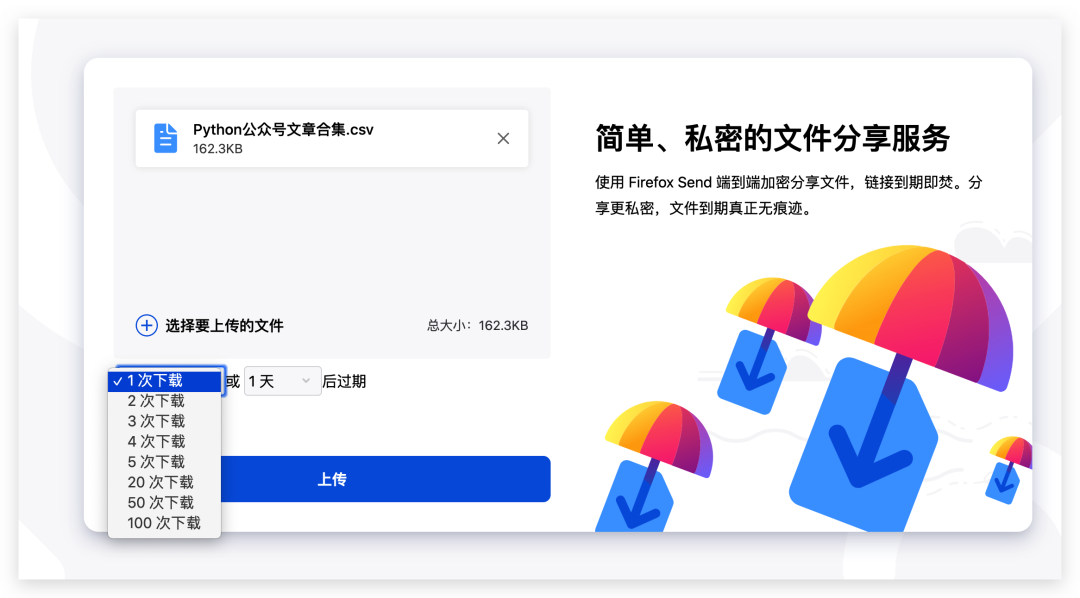 Python公众号文章合集.csv
162.3KB
选择要上传的文件
总大小：162.3KB
✓ 1 次下载
或
1 天
后过期
2 次下载
3 次下载
4 次下载
5 次下载
20 次下载
50 次下载
100 次下载
上传
简单、私密的文件分享服务
使用 Firefox Send 端到端加密分享文件，链接到期即焚。分
享更私密，文件到期真正无痕迹。